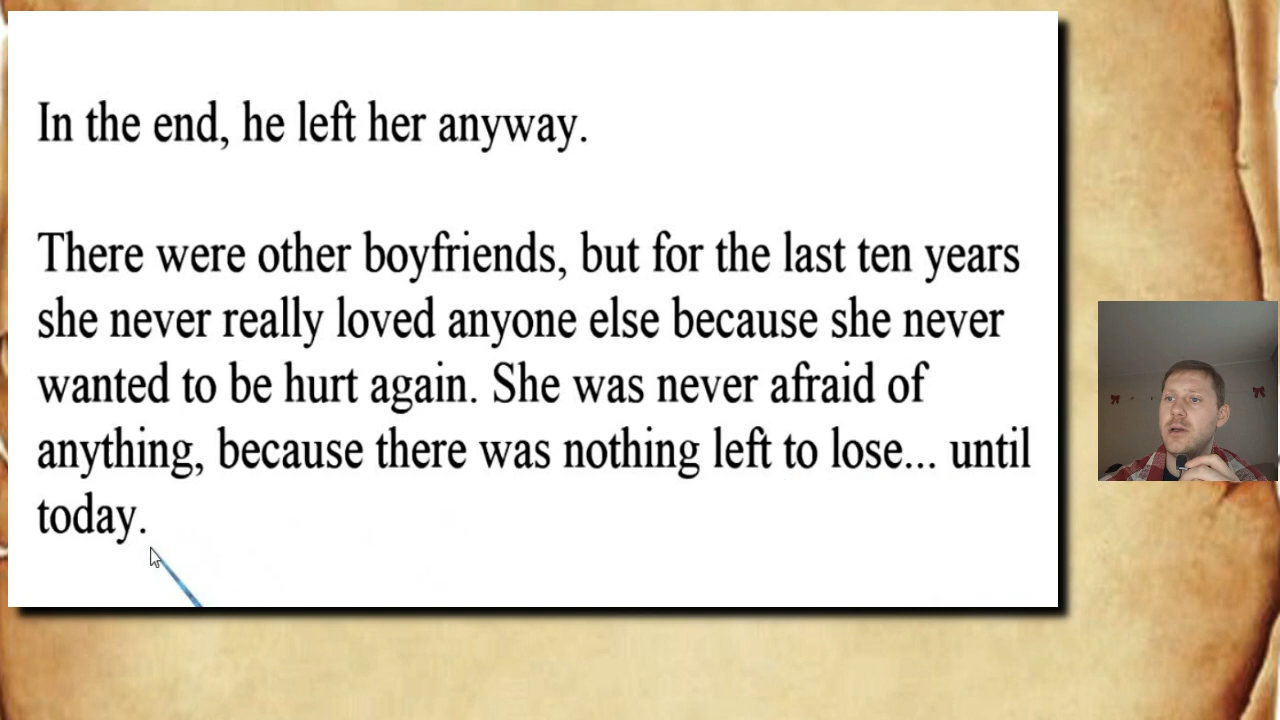 In the end, he left her anyway.
There were other boyfriends, but for the last ten years
she never really loved anyone else because she never
wanted to be hurt again. She was never afraid of
anything, because there was nothing left to lose... until
today.